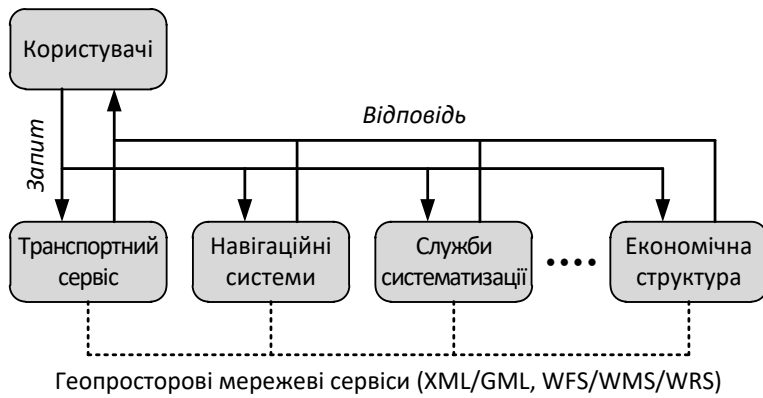 Користувачі
Відповідь
Запит
Транспортний
сервіс
Навігаційні
системи
Служби
систематизації
Економічна
структура
Геопросторові мережеві сервіси (XML/GML, WFS/WMS/WRS)